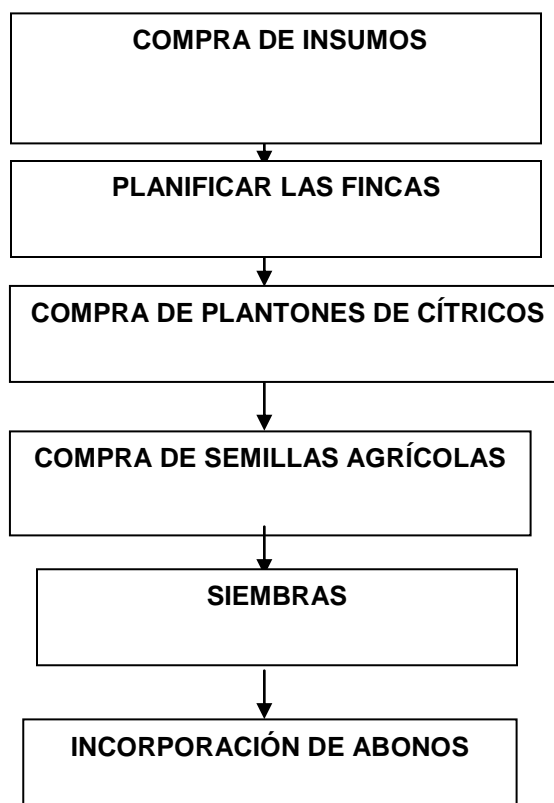 COMPRA DE INSUMOS
PLANIFICAR LAS FINCAS
COMPRA DE PLANTONES DE CÍTRICOS
COMPRA DE SEMILLAS AGRÍCOLAS
SIEMBRAS
INCORPORACIÓN DE ABONOS